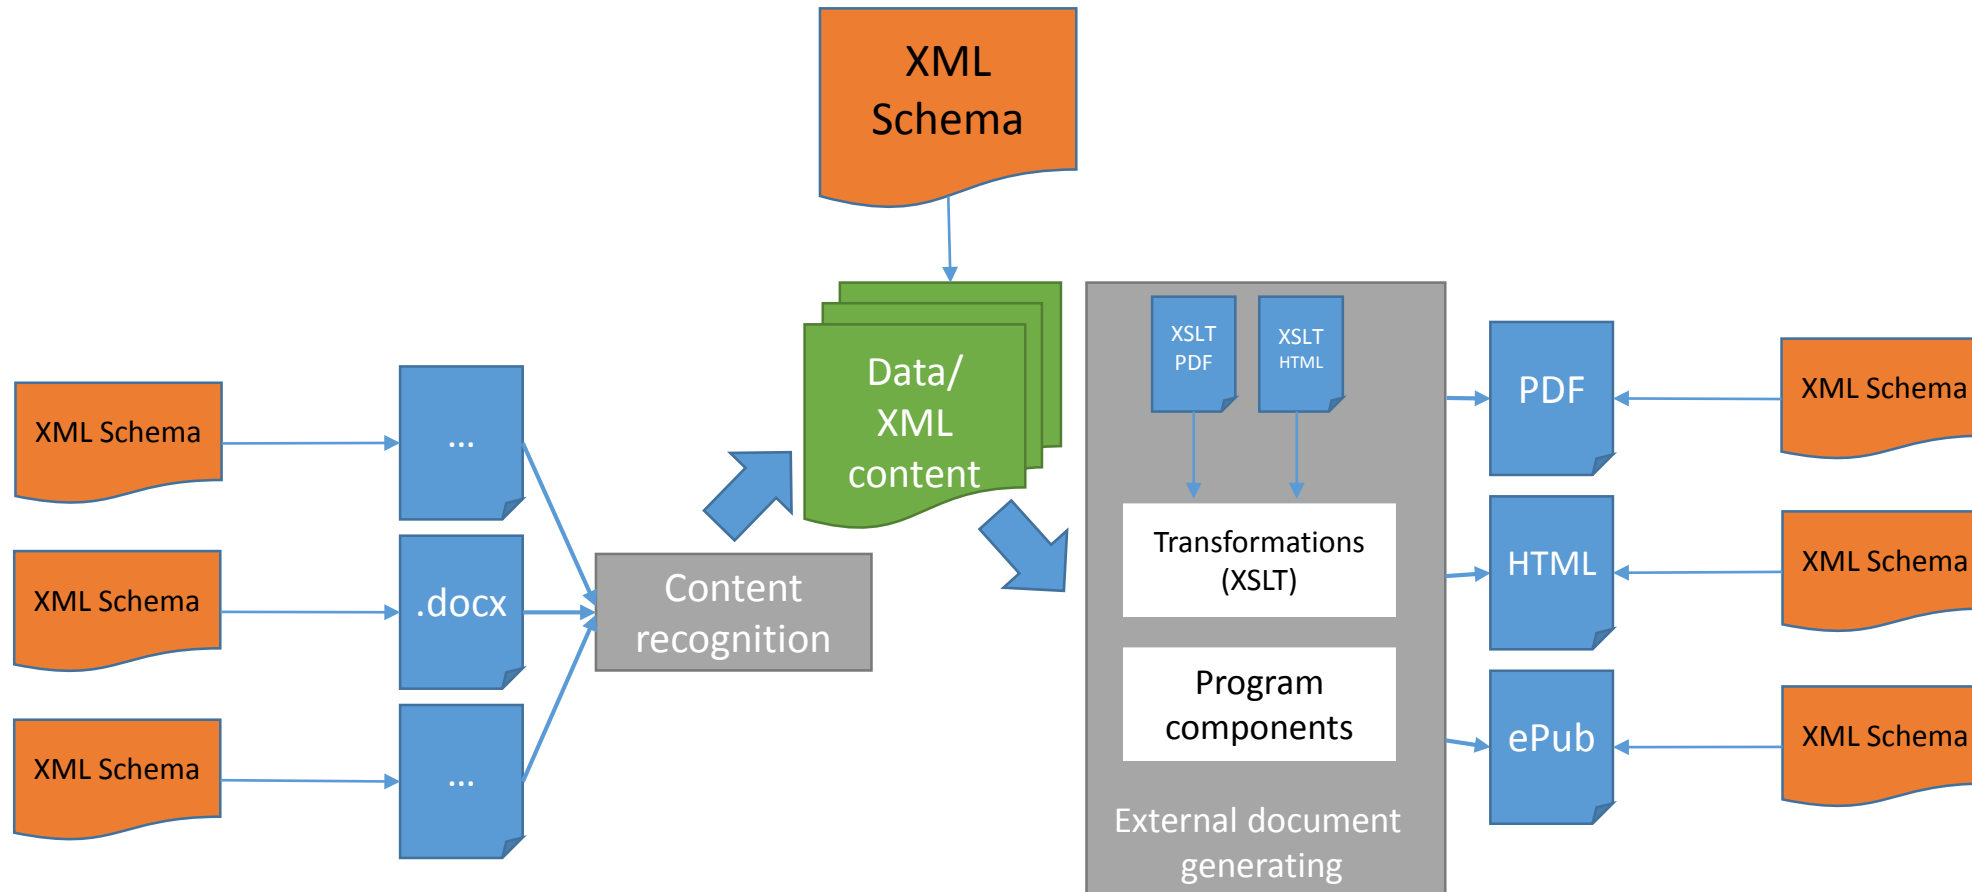 XML
Schema
XML Schema
...
XML Schema
.docx
XML Schema
...
Content
recognition
Data/
XML
content
XSLT
PDF
XSLT
HTML
Transformations
(XSLT)
Program
components
External document
generating
PDF
XML Schema
HTML
XML Schema
ePub
XML Schema